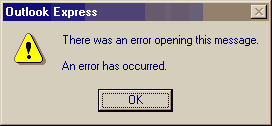 Outlook Express
There was an error opening this message.
An error has occurred.
OK